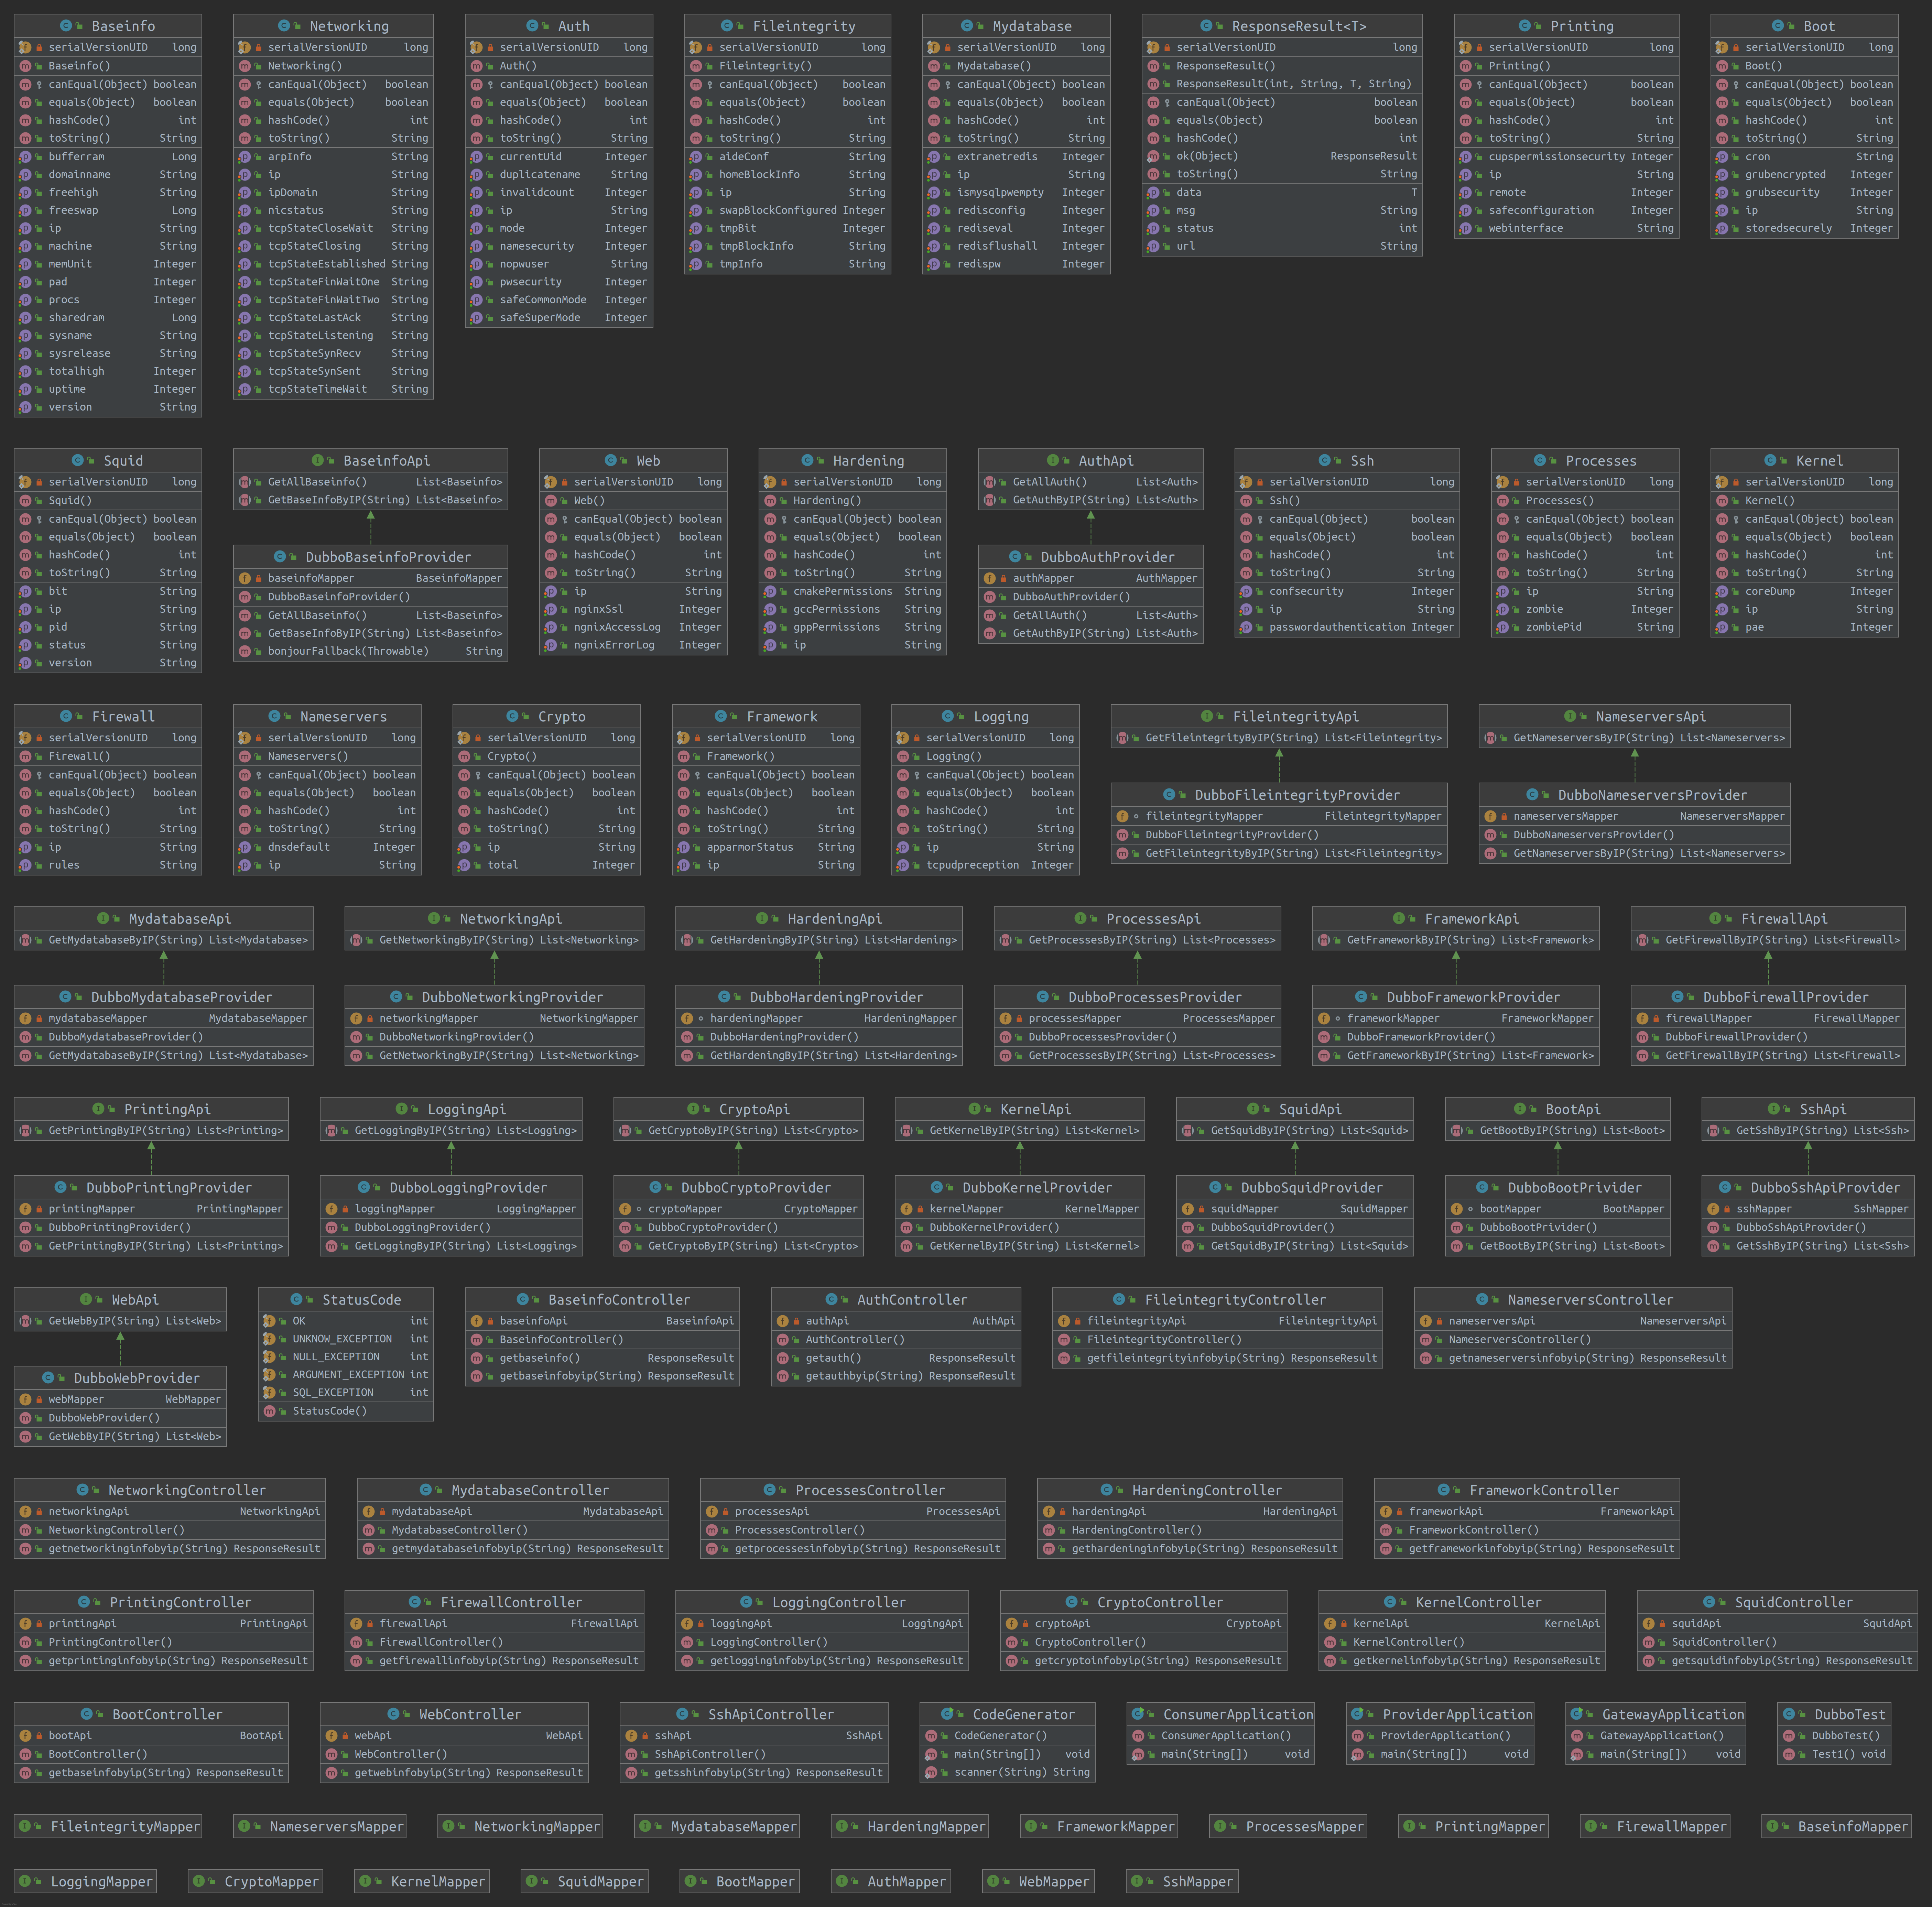 Baseinfo
serialVersionUID long
Baseinfo()
canEqual(Object) boolean
equals(Object) boolean
hashCode() int
toString() String
bufferram Long
domainname String
freehigh String
freeswap Long
ip String
machine String
memUnit Integer
pad Integer
procs Integer
sharedram Long
sysname String
sysrelease String
totalhigh Integer
uptime Integer
version String
Networking
serialVersionUID long
Networking()
canEqual(Object) boolean
equals(Object) boolean
hashCode() int
toString() String
arpInfo String
ip String
ipDomain String
nicstatus String
tcpStateCloseWait String
tcpStateClosing String
tcpStateEstablished String
tcpStateFinWaitOne String
tcpStateFinWaitTwo String
tcpStateLastAck String
tcpStateListening String
tcpStateSynRecv String
tcpStateSynSent String
tcpStateTimeWait String
Auth
serialVersionUID long
Auth()
canEqual(Object) boolean
equals(Object) boolean
hashCode() int
toString() String
currentUid Integer
duplicatename String
invalidcount Integer
ip String
mode Integer
namesecurity Integer
nopwuser String
pwsecurity Integer
safeCommonMode Integer
safeSuperMode Integer
Fileintegrity
serialVersionUID long
Fileintegrity()
canEqual(Object) boolean
equals(Object) boolean
hashCode() int
toString() String
aideConf String
homeBlockInfo String
ip String
swapBlockConfigured Integer
tmpBit Integer
tmpBlockInfo String
tmpInfo String
Mydatabase
serialVersionUID long
Mydatabase()
canEqual(Object) boolean
equals(Object) boolean
hashCode() int
toString() String
extranetredis Integer
ip String
ismysqlpwempty Integer
redisconfig Integer
rediseval Integer
redisflushall Integer
redispw Integer
ResponseResult<T>
serialVersionUID long
ResponseResult()
ResponseResult(int, String, T, String)
canEqual(Object) boolean
equals(Object) boolean
hashCode() int
ok(Object) ResponseResult
toString() String
data T
msg String
status int
url String
Printing
serialVersionUID long
Printing()
canEqual(Object) boolean
equals(Object) boolean
hashCode() int
toString() String
cupspermissionsecurity Integer
ip String
remote Integer
safeconfiguration Integer
webinterface String
Boot
serialVersionUID long
Boot()
canEqual(Object) boolean
equals(Object) boolean
hashCode() int
toString() String
cron String
grubencrypted Integer
grubsecurity Integer
ip String
storedsecurely Integer
Squid
serialVersionUID long
Squid()
canEqual(Object) boolean
equals(Object) boolean
hashCode() int
toString() String
bit String
ip String
pid String
status String
version String
BaseinfoApi
GetAllBaseinfo() List<Baseinfo>
GetBaseInfoByIP(String) List<Baseinfo>
DubboBaseinfoProvider
baseinfoMapper BaseinfoMapper
DubboBaseinfoProvider()
GetAllBaseinfo() List<Baseinfo>
GetBaseInfoByIP(String) List<Baseinfo>
bonjourFallback(Throwable) String
Web
serialVersionUID long
Web()
canEqual(Object) boolean
equals(Object) boolean
hashCode() int
toString() String
ip String
nginxSsl Integer
ngnixAccessLog Integer
ngnixErrorLog Integer
Hardening
serialVersionUID long
Hardening()
canEqual(Object) boolean
equals(Object) boolean
hashCode() int
toString() String
cmakePermissions String
gccPermissions String
gppPermissions String
ip String
AuthApi
GetAllAuth() List<Auth>
GetAuthByIP(String) List<Auth>
DubboAuthProvider
authMapper AuthMapper
DubboAuthProvider()
GetAllAuth() List<Auth>
GetAuthByIP(String) List<Auth>
Ssh
serialVersionUID long
Ssh()
canEqual(Object) boolean
equals(Object) boolean
hashCode() int
toString() String
confsecurity Integer
ip String
passwordauthentication Integer
Processes
serialVersionUID long
Processes()
canEqual(Object) boolean
equals(Object) boolean
hashCode() int
toString() String
ip String
zombie Integer
zombiePid String
Kernel
serialVersionUID long
Kernel()
canEqual(Object) boolean
equals(Object) boolean
hashCode() int
toString() String
coreDump Integer
ip String
pae Integer
Firewall
serialVersionUID long
Firewall()
canEqual(Object) boolean
equals(Object) boolean
hashCode() int
toString() String
ip String
rules String
Nameservers
serialVersionUID long
Nameservers()
canEqual(Object) boolean
equals(Object) boolean
hashCode() int
toString() String
dnsdefault Integer
ip String
Crypto
serialVersionUID long
Crypto()
canEqual(Object) boolean
equals(Object) boolean
hashCode() int
toString() String
ip String
total Integer
Framework
serialVersionUID long
Framework()
canEqual(Object) boolean
equals(Object) boolean
hashCode() int
toString() String
apparmorStatus String
ip String
Logging
serialVersionUID long
Logging()
canEqual(Object) boolean
equals(Object) boolean
hashCode() int
toString() String
ip String
tcpudpreception Integer
FileintegrityApi
GetFileintegrityByIP(String) List<Fileintegrity>
DubboFileintegrityProvider
fileintegrityMapper FileintegrityMapper
DubboFileintegrityProvider()
GetFileintegrityByIP(String) List<Fileintegrity>
NameserversApi
GetNameserversByIP(String) List<Nameservers>
DubboNameserversProvider
nameserversMapper NameserversMapper
DubboNameserversProvider()
GetNameserversByIP(String) List<Nameservers>
MydatabaseApi
GetMydatabaseByIP(String) List<Mydatabase>
DubboMydatabaseProvider
mydatabaseMapper MydatabaseMapper
DubboMydatabaseProvider()
GetMydatabaseByIP(String) List<Mydatabase>
NetworkingApi
GetNetworkingByIP(String) List<Networking>
DubboNetworkingProvider
networkingMapper NetworkingMapper
DubboNetworkingProvider()
GetNetworkingByIP(String) List<Networking>
HardeningApi
GetHardeningByIP(String) List<Hardening>
DubboHardeningProvider
hardeningMapper HardeningMapper
DubboHardeningProvider()
GetHardeningByIP(String) List<Hardening>
ProcessesApi
GetProcessesByIP(String) List<Processes>
DubboProcessesProvider
processesMapper ProcessesMapper
DubboProcessesProvider()
GetProcessesByIP(String) List<Processes>
FrameworkApi
GetFrameworkByIP(String) List<Framework>
DubboFrameworkProvider
frameworkMapper FrameworkMapper
DubboFrameworkProvider()
GetFrameworkByIP(String) List<Framework>
FirewallApi
GetFirewallByIP(String) List<Firewall>
DubboFirewallProvider
firewallMapper FirewallMapper
DubboFirewallProvider()
GetFirewallByIP(String) List<Firewall>
PrintingApi
GetPrintingByIP(String) List<Printing>
DubboPrintingProvider
printingMapper PrintingMapper
DubboPrintingProvider()
GetPrintingByIP(String) List<Printing>
LoggingApi
GetLoggingByIP(String) List<Logging>
DubboLoggingProvider
loggingMapper LoggingMapper
DubboLoggingProvider()
GetLoggingByIP(String) List<Logging>
CryptoApi
GetCryptoByIP(String) List<Crypto>
DubboCryptoProvider
cryptoMapper CryptoMapper
DubboCryptoProvider()
GetCryptoByIP(String) List<Crypto>
KernelApi
GetKernelByIP(String) List<Kernel>
DubboKernelProvider
kernelMapper KernelMapper
DubboKernelProvider()
GetKernelByIP(String) List<Kernel>
SquidApi
GetSquidByIP(String) List<Squid>
DubboSquidProvider
squidMapper SquidMapper
DubboSquidProvider()
GetSquidByIP(String) List<Squid>
BootApi
GetBootByIP(String) List<Boot>
DubboBootPrivider
bootMapper BootMapper
DubboBootPrivider()
GetBootByIP(String) List<Boot>
SshApi
GetSshByIP(String) List<Ssh>
DubboSshApiProvider
sshMapper SshMapper
DubboSshApiProvider()
GetSshByIP(String) List<Ssh>
WebApi
GetWebByIP(String) List<Web>
DubboWebProvider
webMapper WebMapper
DubboWebProvider()
GetWebByIP(String) List<Web>
StatusCode
OK int
UNKNOW_EXCEPTION int
NULL_EXCEPTION int
ARGUMENT_EXCEPTION int
SQL_EXCEPTION int
StatusCode()
BaseinfoController
baseinfoApi BaseinfoApi
BaseinfoController()
getbaseinfo() ResponseResult
getbaseinfobyip(String) ResponseResult
AuthController
authApi AuthApi
AuthController()
getauth() ResponseResult
getauthbyip(String) ResponseResult
FileintegrityController
fileintegrityApi FileintegrityApi
FileintegrityController()
getfileintegrityinfobyip(String) ResponseResult
NameserversController
nameserversApi NameserversApi
NameserversController()
getnameserversinfobyip(String) ResponseResult
NetworkingController
networkingApi NetworkingApi
NetworkingController()
getnetworkinginfobyip(String) ResponseResult
MydatabaseController
mydatabaseApi MydatabaseApi
MydatabaseController()
getmydatabaseinfobyip(String) ResponseResult
ProcessesController
processesApi ProcessesApi
ProcessesController()
getprocessesinfobyip(String) ResponseResult
HardeningController
hardeningApi HardeningApi
HardeningController()
gethardeninginfobyip(String) ResponseResult
FrameworkController
frameworkApi FrameworkApi
FrameworkController()
getframeworkinfobyip(String) ResponseResult
PrintingController
printingApi PrintingApi
PrintingController()
getprintinginfobyip(String) ResponseResult
FirewallController
firewallApi FirewallApi
FirewallController()
getfirewallinfobyip(String) ResponseResult
LoggingController
loggingApi LoggingApi
LoggingController()
getlogginginfobyip(String) ResponseResult
CryptoController
cryptoApi CryptoApi
CryptoController()
getcryptoinfobyip(String) ResponseResult
KernelController
kernelApi KernelApi
KernelController()
getkernelinfobyip(String) ResponseResult
SquidController
squidApi SquidApi
SquidController()
getsquidinfobyip(String) ResponseResult
BootController
bootApi BootApi
BootController()
getbaseinfobyip(String) ResponseResult
WebController
webApi WebApi
WebController()
getwebinfobyip(String) ResponseResult
SshApiController
sshApi SshApi
SshApiController()
getsshinfobyip(String) ResponseResult
CodeGenerator
CodeGenerator()
main(String[]) void
scanner(String) String
ConsumerApplication
ConsumerApplication()
main(String[]) void
ProviderApplication
ProviderApplication()
main(String[]) void
GatewayApplication
GatewayApplication()
main(String[]) void
DubboTest
DubboTest()
Test1() void
FileintegrityMapper
NameserversMapper
NetworkingMapper
MydatabaseMapper
HardeningMapper
FrameworkMapper
ProcessesMapper
PrintingMapper
FirewallMapper
BaseinfoMapper
LoggingMapper
CryptoMapper
KernelMapper
SquidMapper
BootMapper
AuthMapper
WebMapper
SshMapper